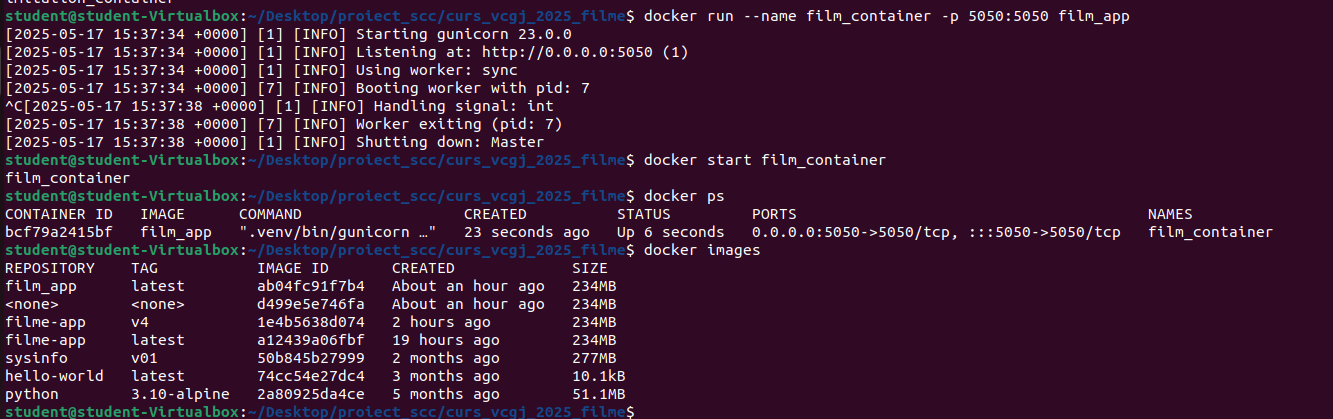 student@student-Virtualbox:~/Desktop/proiect_scc/curs_vcgj_2025_filme$ docker run --name film_container -p 5050:5050 film_app
[2025-05-17 15:37:34 +0000] [1] [INFO] Starting gunicorn 23.0.0
[2025-05-17 15:37:34 +0000] [1] [INFO] Listening at: http://0.0.0.0:5050 (1)
[2025-05-17 15:37:34 +0000] [1] [INFO] Using worker: sync
[2025-05-17 15:37:34 +0000] [7] [INFO] Booting worker with pid: 7
^C[2025-05-17 15:37:38 +0000] [1] [INFO] Handling signal: int
[2025-05-17 15:37:38 +0000] [7] [INFO] Worker exiting (pid: 7)
[2025-05-17 15:37:38 +0000] [1] [INFO] Shutting down: Master
student@student-Virtualbox:~/Desktop/proiect_scc/curs_vcgj_2025_filme$ docker start film_container
film_container
student@student-Virtualbox:~/Desktop/proiect_scc/curs_vcgj_2025_filme$ docker ps
CONTAINER ID   IMAGE      COMMAND                  CREATED          STATUS         PORTS                                       NAMES
bcf79a2415bf   film_app   ".venv/bin/gunicorn …"   23 seconds ago   Up 6 seconds   0.0.0.0:5050->5050/tcp, :::5050->5050/tcp   film_container
student@student-Virtualbox:~/Desktop/proiect_scc/curs_vcgj_2025_filme$ docker images
REPOSITORY    TAG           IMAGE ID       CREATED             SIZE
film_app      latest        ab04fc91f7b4   About an hour ago   234MB
<none>        <none>        d499e5e746fa   About an hour ago   234MB
filme-app     v4            1e4b5638d074   2 hours ago         234MB
filme-app     latest        a12439a06fbf   19 hours ago        234MB
sysinfo       v01           50b845b27999   2 months ago        277MB
hello-world   latest        74cc54e27dc4   3 months ago        10.1kB
python        3.10-alpine   2a80925da4ce   5 months ago        51.1MB
student@student-Virtualbox:~/Desktop/proiect_scc/curs_vcgj_2025_filme$